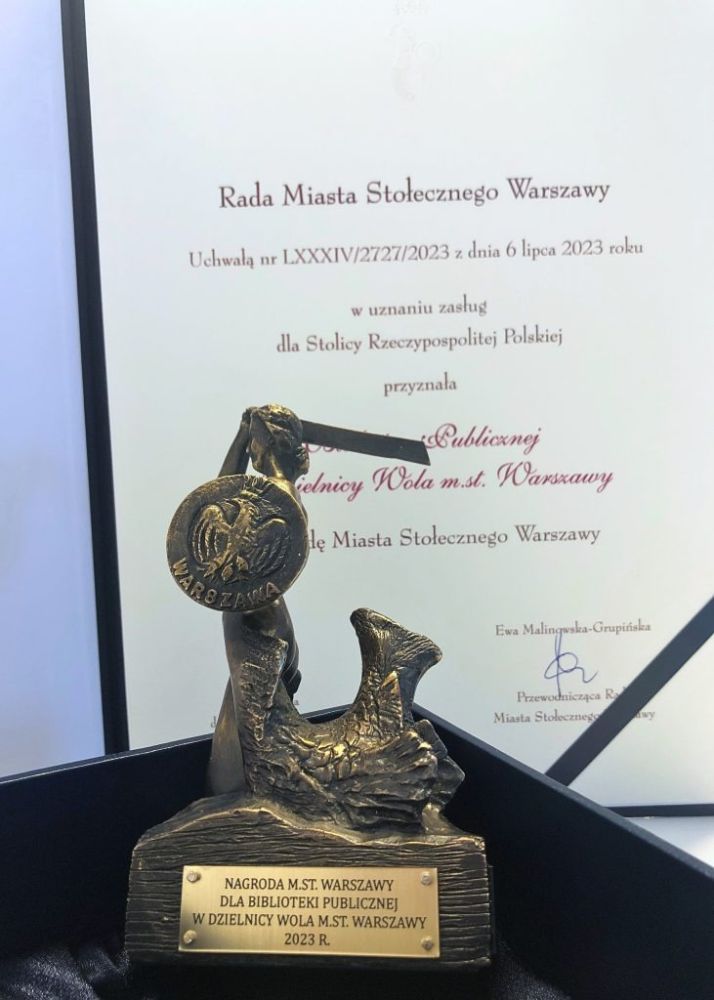 Rada Miasta Stołecznego Warszawy
Uchwałą nr LXXXIV/2727/2023 z dnia 6 lipca 2023 roku
w uznaniu zasług
dla Stolicy Rzeczypospolitej Polskiej
przyznała
Publicznej
Wola m.st. Warszawy
Miasta Stołecznego Warszawy
Ewa Malinowska-Grupińska
Przewodnicząca
Miasta Stołecznego
WARSZAWA
NAGRODA M.ST. WARSZAWY
DLA BIBLIOTEKI PUBLICZNEJ
W DZIELNICY WOLA M.ST. WARSZAWY
2023 R.